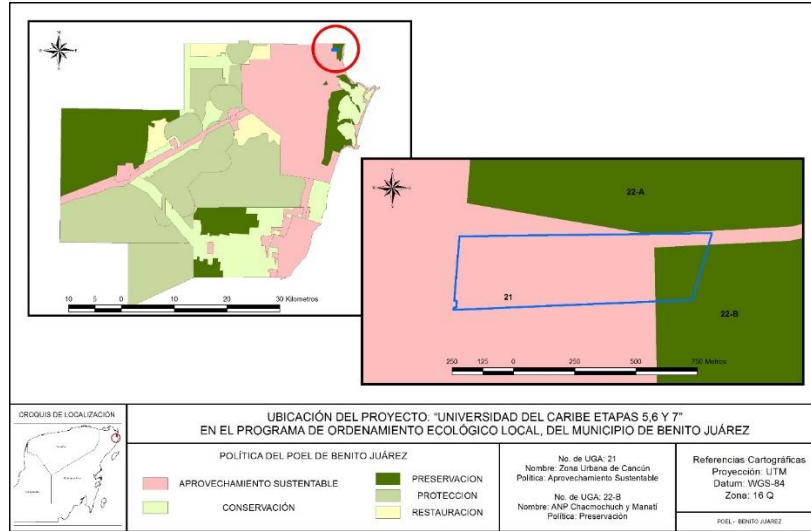 10 5 0 10 20 30 Kilometros
22-A
21
22-B
250 125 0 250 500 750 Metros
CROQUIS DE LOCALIZACIÓN
UBICACIÓN DEL PROYECTO: "UNIVERSIDAD DEL CARIBE ETAPAS 5,6 Y 7"
EN EL PROGRAMA DE ORDENAMIENTO ECOLÓGICO LOCAL, DEL MUNICIPIO DE BENITO JUÁREZ
POLÍTICA DEL POEL DE BENITO JUÁREZ
APROVECHAMIENTO SUSTENTABLE
CONSERVACIÓN
PRESERVACION
PROTECCION
RESTAURACION
No. de UGA: 21
Nombre: Zona Urbana de Cancún
Política: Aprovechamiento Sustentable
No. de UGA: 22-B
Nombre: ANP Chacmochuch y Manatí
Política: Preservación
Referencias Cartográficas
Proyección: UTM
Datum: WGS-84
Zona: 16 Q
POEL - BENITO JUAREZ